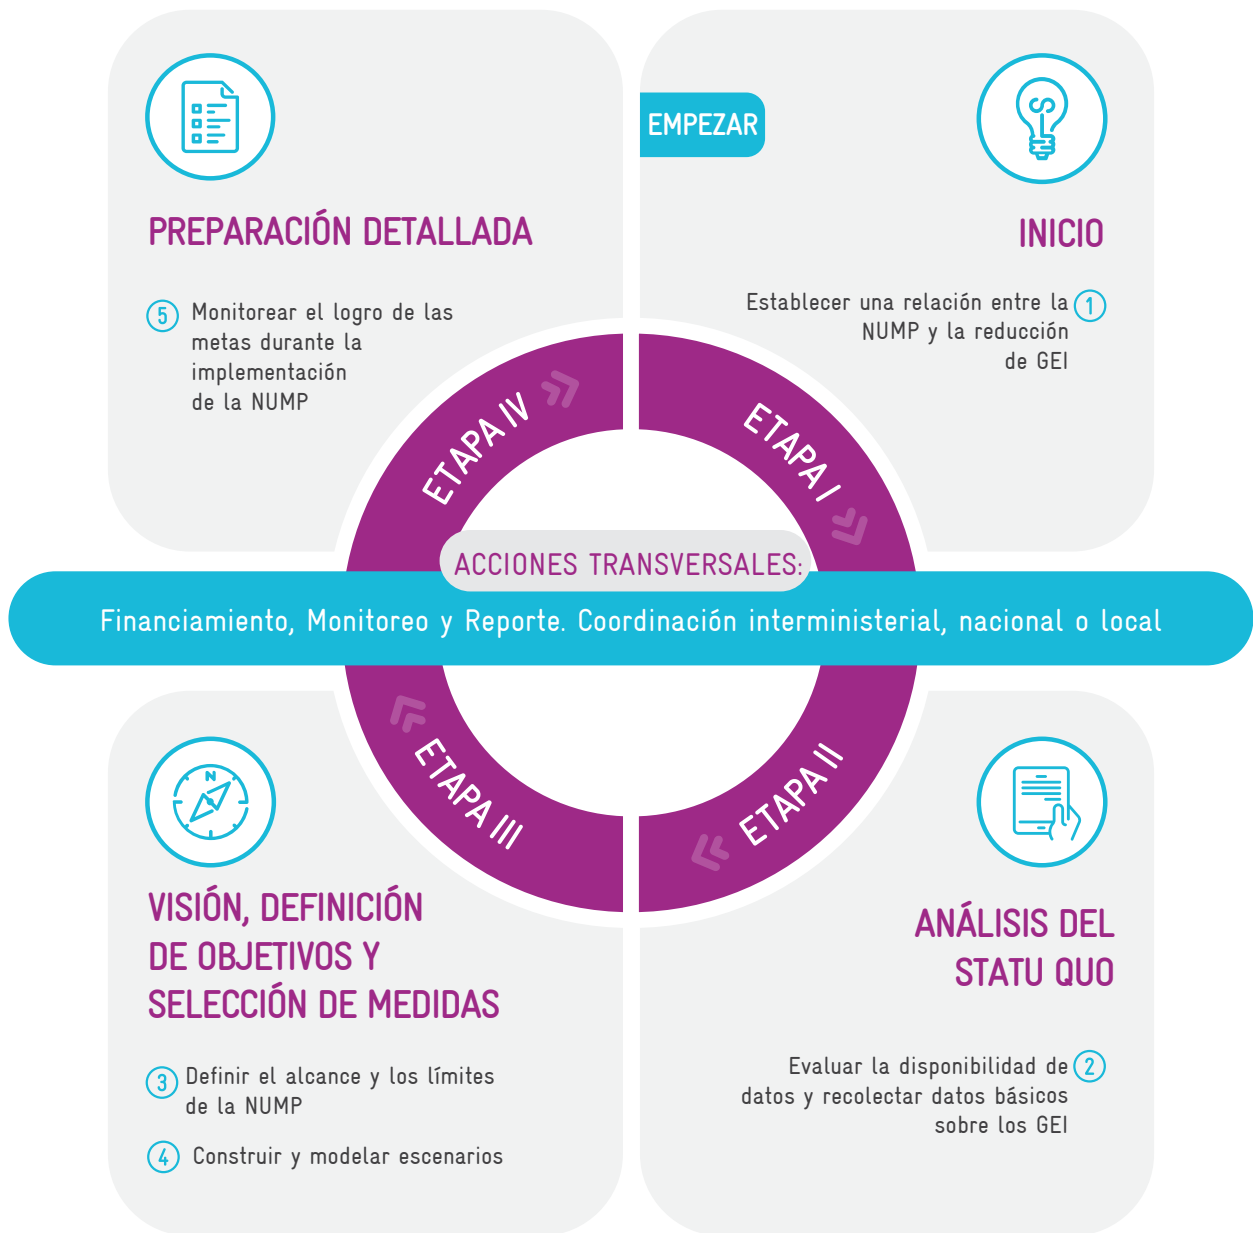 EMPEZAR
INICIO
Establecer una relación entre la
NUMP y la reducción
de GEI
1
ETAPA I
ANÁLISIS DEL
STATU QUO
Evaluar la disponibilidad de
datos y recolectar datos básicos
sobre los GEI
2
ETAPA II
VISIÓN, DEFINICIÓN
DE OBJETIVOS Y
SELECCIÓN DE MEDIDAS
3 Definir el alcance y los límites
de la NUMP
4 Construir y modelar escenarios
N
ETAPA III
PREPARACIÓN DETALLADA
5 Monitorear el logro de las
metas durante la
implementación
de la NUMP
ETAPA IV
ACCIONES TRANSVERSALES:
Financiamiento, Monitoreo y Reporte. Coordinación interministerial, nacional o local